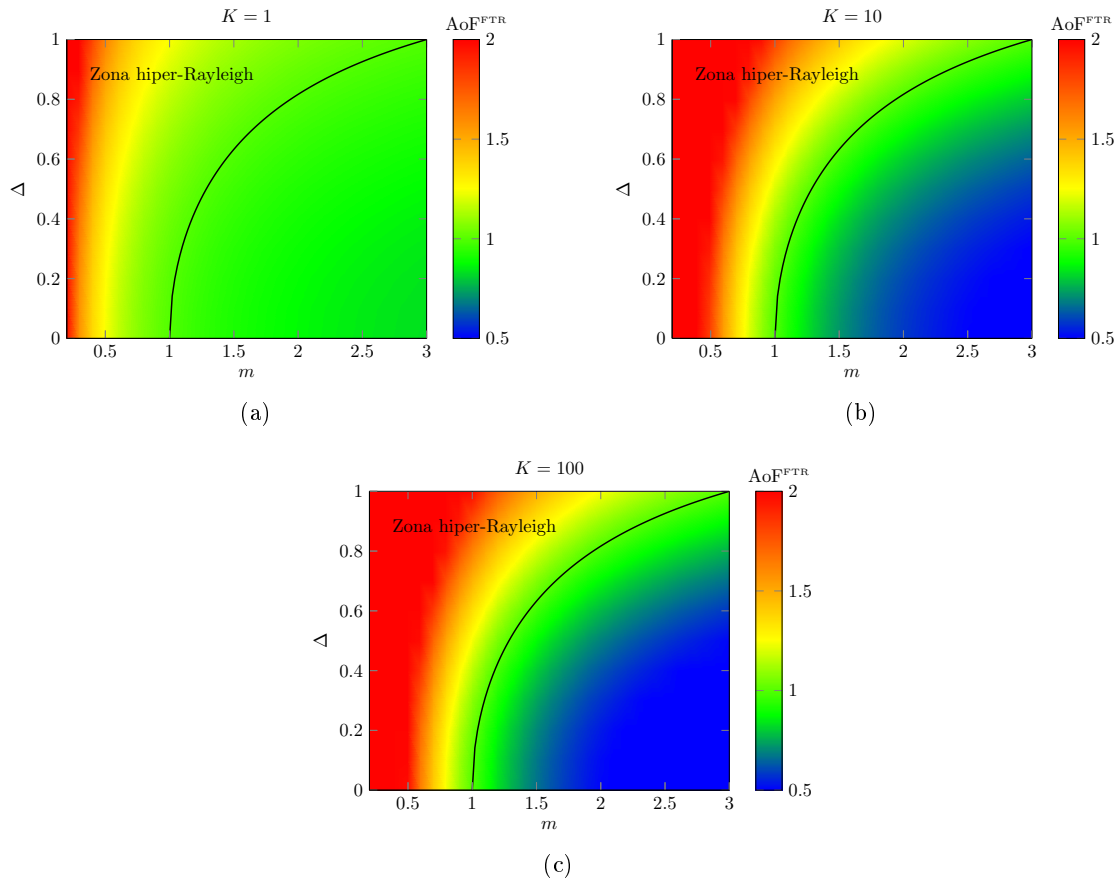 K = 1
AoF^FTR
Zona hiper-Rayleigh
Δ
1
0.8
0.6
0.4
0.2
0
0.5 1 1.5 2 2.5 3
m
2
1.5
1
0.5
(a)
K = 10
AoF^FTR
Zona hiper-Rayleigh
Δ
1
0.8
0.6
0.4
0.2
0
0.5 1 1.5 2 2.5 3
m
2
1.5
1
0.5
(b)
K = 100
AoF^FTR
Zona hiper-Rayleigh
Δ
1
0.8
0.6
0.4
0.2
0
0.5 1 1.5 2 2.5 3
m
2
1.5
1
0.5
(c)